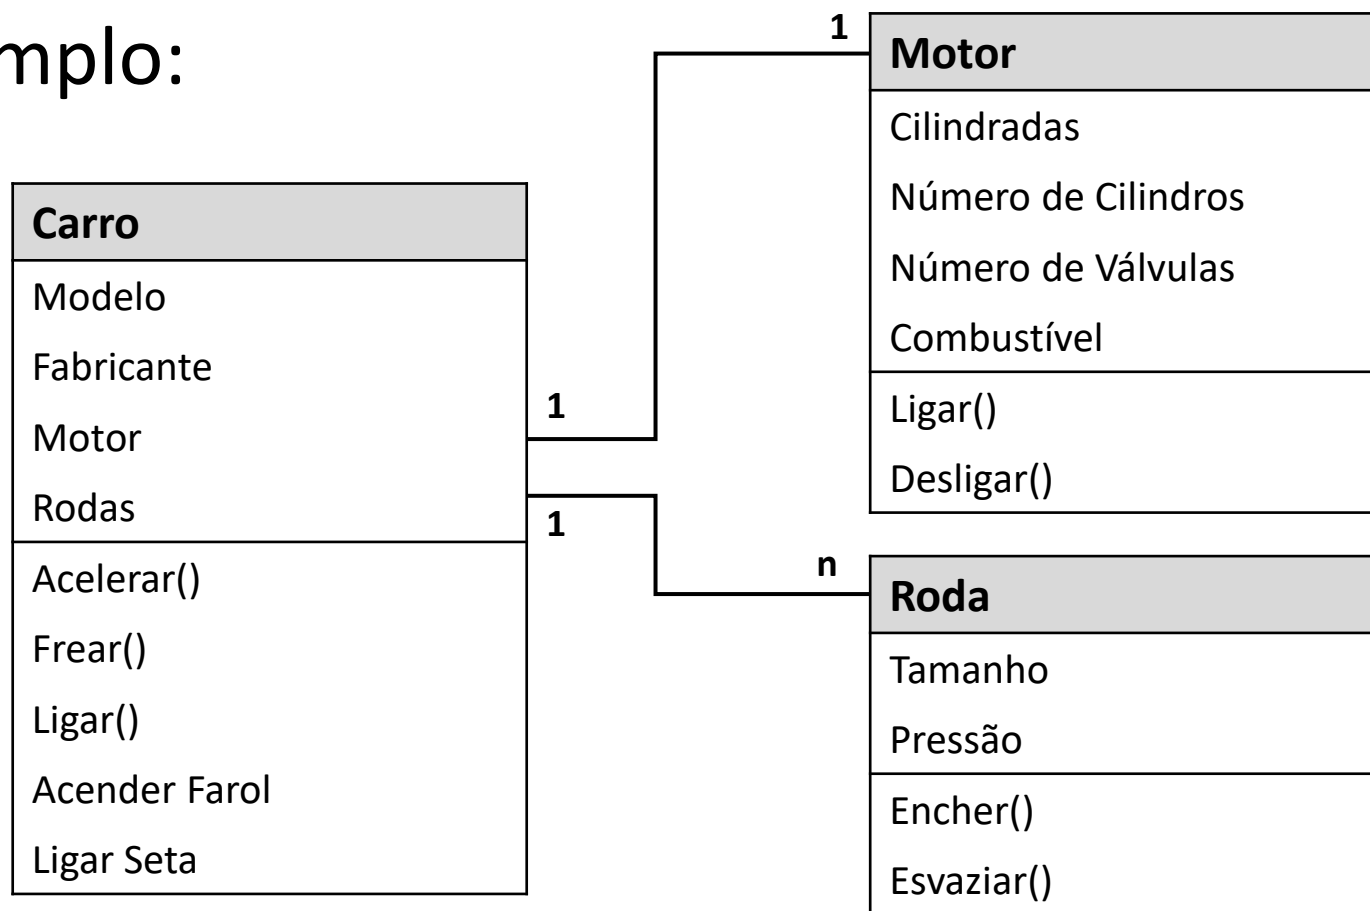 mplo:
Carro
Modelo
Fabricante
Motor
Rodas
Acelerar()
Frear()
Ligar()
Acender Farol
Ligar Seta
1
1
1
n
Motor
Cilindradas
Número de Cilindros
Número de Válvulas
Combustível
Ligar()
Desligar()
Roda
Tamanho
Pressão
Encher()
Esvaziar()